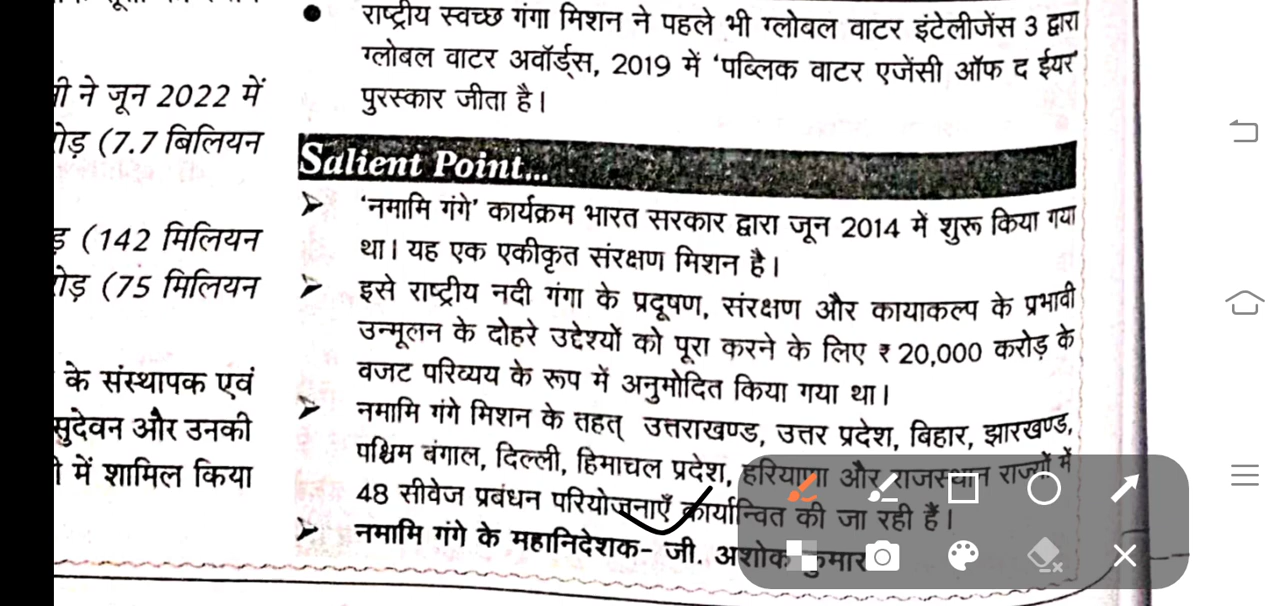 ी ने जून 2022 में
ोड़ (7.7 बिलियन
ड़ (142 मिलियन
ोड़ (75 मिलियन
के संस्थापक एवं
सुदेवन और उनकी
में शामिल किया
● राष्ट्रीय स्वच्छ गंगा मिशन ने पहले भी ग्लोवल वाटर इंटेलीजेंस 3 द्वारा
ग्लोबल वाटर अवॉर्ड्स, 2019 में 'पब्लिक वाटर एजेंसी ऑफ द ईयर'
पुरस्कार जीता है।
Salient Point...
➤ 'नमामि गंगे' कार्यक्रम भारत सरकार द्वारा जून 2014 में शुरू किया गया
था। यह एक एकीकृत संरक्षण मिशन है।
➤ इसे राष्ट्रीय नदी गंगा के प्रदूषण, संरक्षण और कायाकल्प के प्रभावी
उन्मूलन के दोहरे उद्देश्यों को पूरा करने के लिए ₹ 20,000 करोड़ के
वजट परिव्यय के रूप में अनुमोदित किया गया था।
➤ नमामि गंगे मिशन के तहत् उत्तराखण्ड, उत्तर प्रदेश, बिहार, झारखण्ड,
पश्चिम वंगाल, दिल्ली, हिमाचल प्रदेश, हरियाणा और राजस्थान राज्यों में
48 सीवेज प्रबंधन परियोजनाएँ कार्यान्वित की जा रही हैं।
➤ नमामि गंगे के महानिदेशक- जी. अशोक कुमार